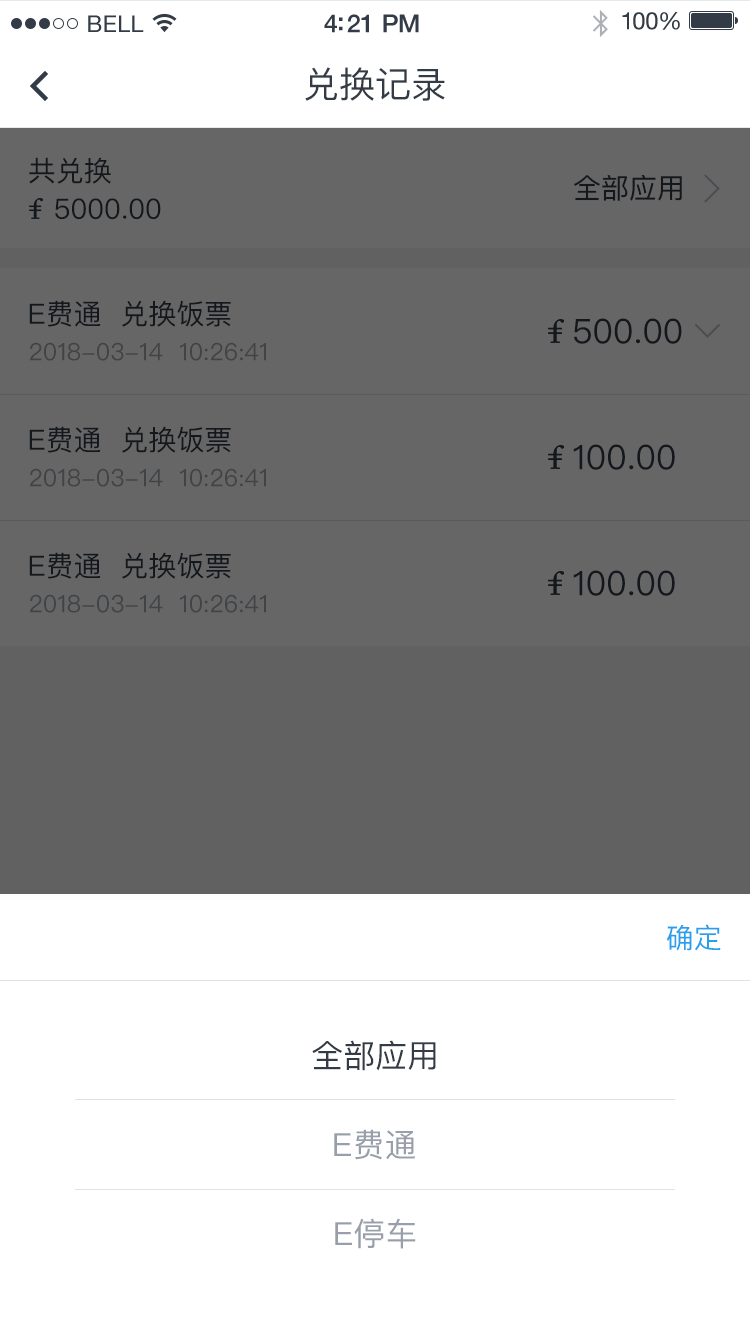 BELL 4:21 PM 100%
兑换记录
共兑换
₣ 5000.00
全部应用
E费通 兑换饭票
2018-03-14 10:26:41
₣ 500.00
E费通 兑换饭票
2018-03-14 10:26:41
₣ 100.00
E费通 兑换饭票
2018-03-14 10:26:41
₣ 100.00
确定
全部应用
E费通
E停车